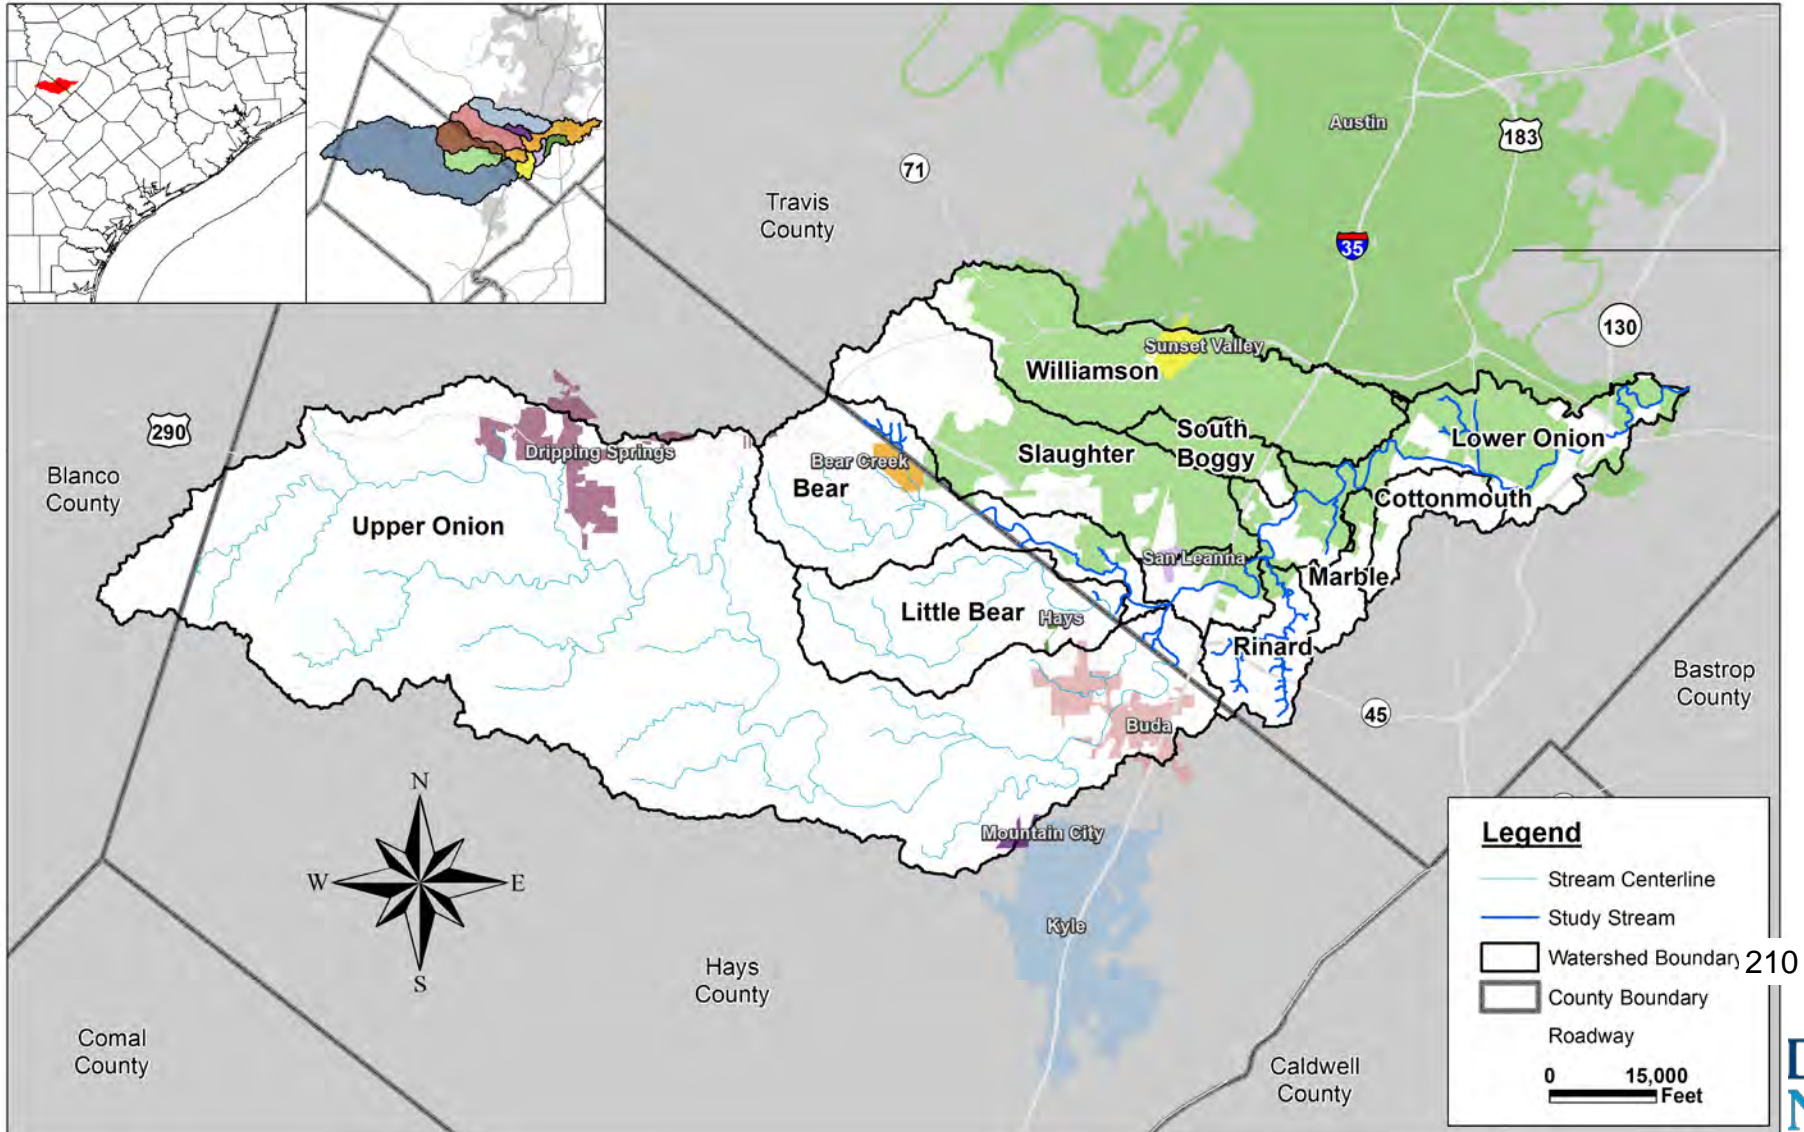 Austin
183
71
Travis
County
35
130
Sunset Valley
Williamson
290
South
Boggy
Lower Onion
Dripping Springs
Slaughter
Bear Creek
Blanco
County
Bear
Cottonmouth
Upper Onion
San Leanna
Marble
Little Bear
Hays
Rinard
Bastrop
County
45
Buda
N
Mountain City
W
E
S
Kyle
Hays
County
Comal
County
Caldwell
County
Legend
Stream Centerline
Study Stream
Watershed Boundary
210
County Boundary
Roadway
0 15,000
Feet